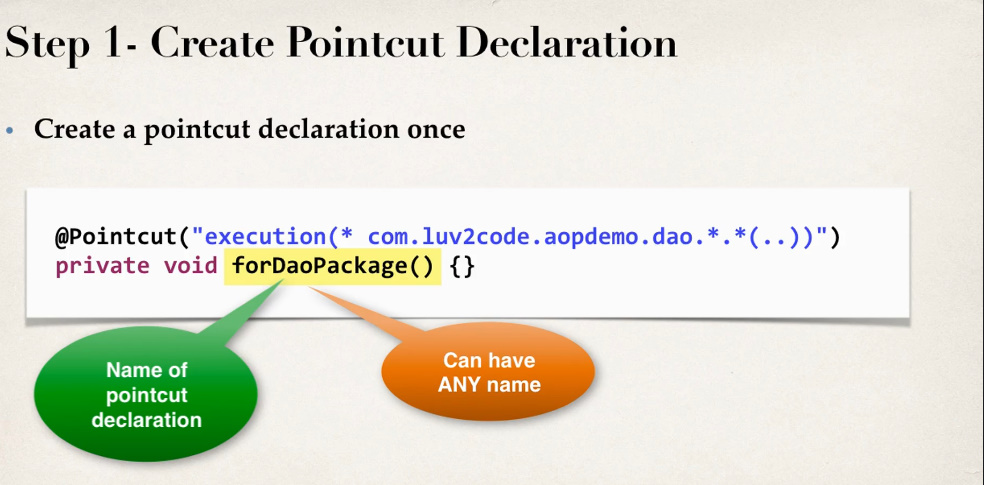 Step 1- Create Pointcut Declaration
• Create a pointcut declaration once
@Pointcut("execution(* com.luv2code.aopdemo.dao.*.*(..))")
private void forDaoPackage() {}
Name of
pointcut
declaration
Can have
ANY name